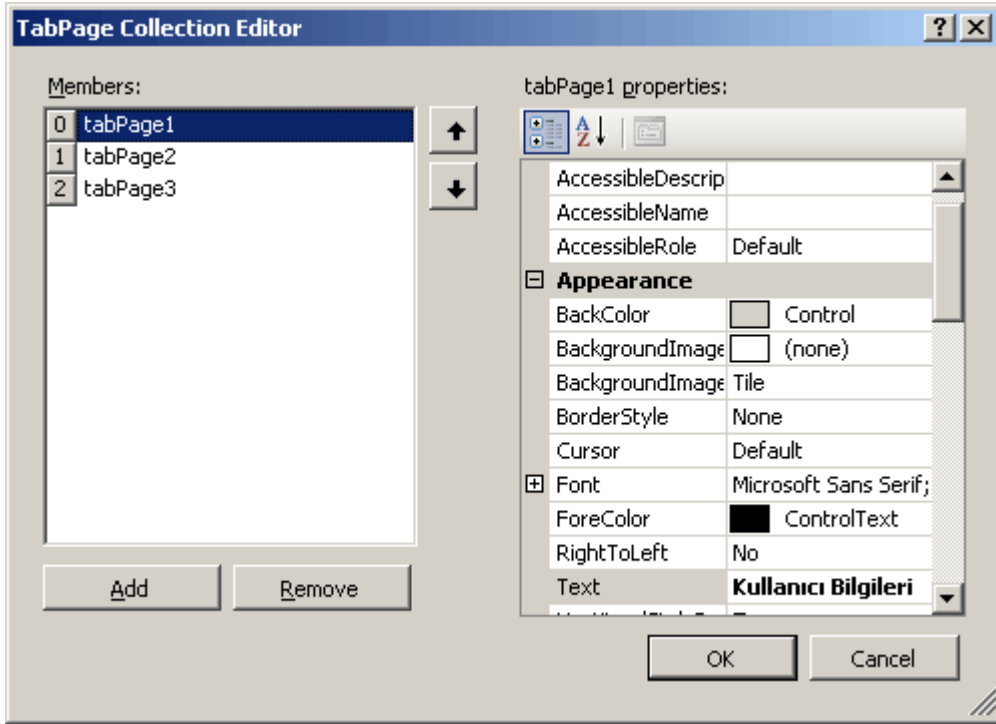 TabPage Collection Editor
Members:
0 tabPage1
1 tabPage2
2 tabPage3
Add
Remove
tabPage1 properties:
AccessibleDescrip
AccessibleName
AccessibleRole Default
Appearance
BackColor Control
BackgroundImage (none)
BackgroundImage Tile
BorderStyle None
Cursor Default
Font Microsoft Sans Serif;
ForeColor ControlText
RightToLeft No
Text Kullanıcı Bilgileri
OK
Cancel